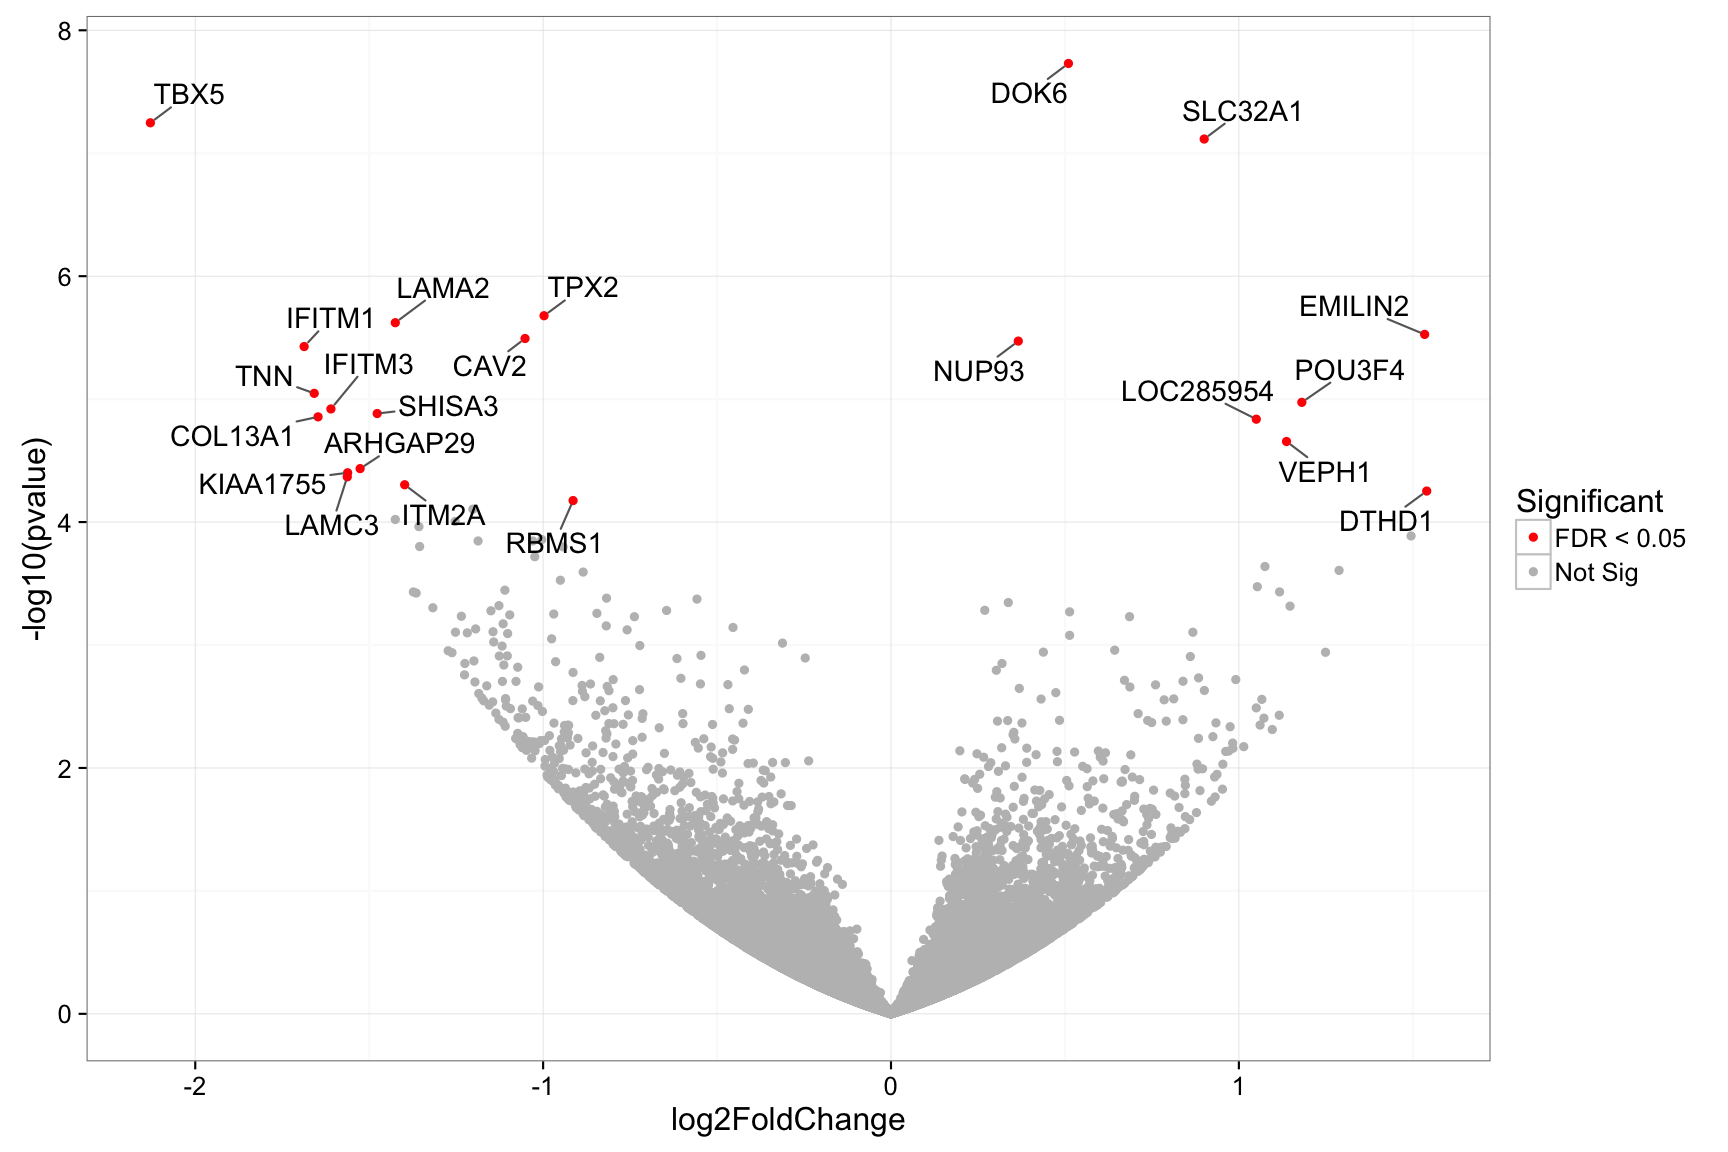 8
6
4
2
0
-log10(pvalue)
TBX5
DOK6
SLC32A1
LAMA2
TPX2
IFITM1
EMILIN2
IFITM3
CAV2
TNN
NUP93
POU3F4
LOC285954
SHISA3
COL13A1
ARHGAP29
KIAA1755
VEPH1
LAMC3
ITM2A
RBMS1
DTHD1
-2
-1
0
1
log2FoldChange
Significant
FDR < 0.05
Not Sig